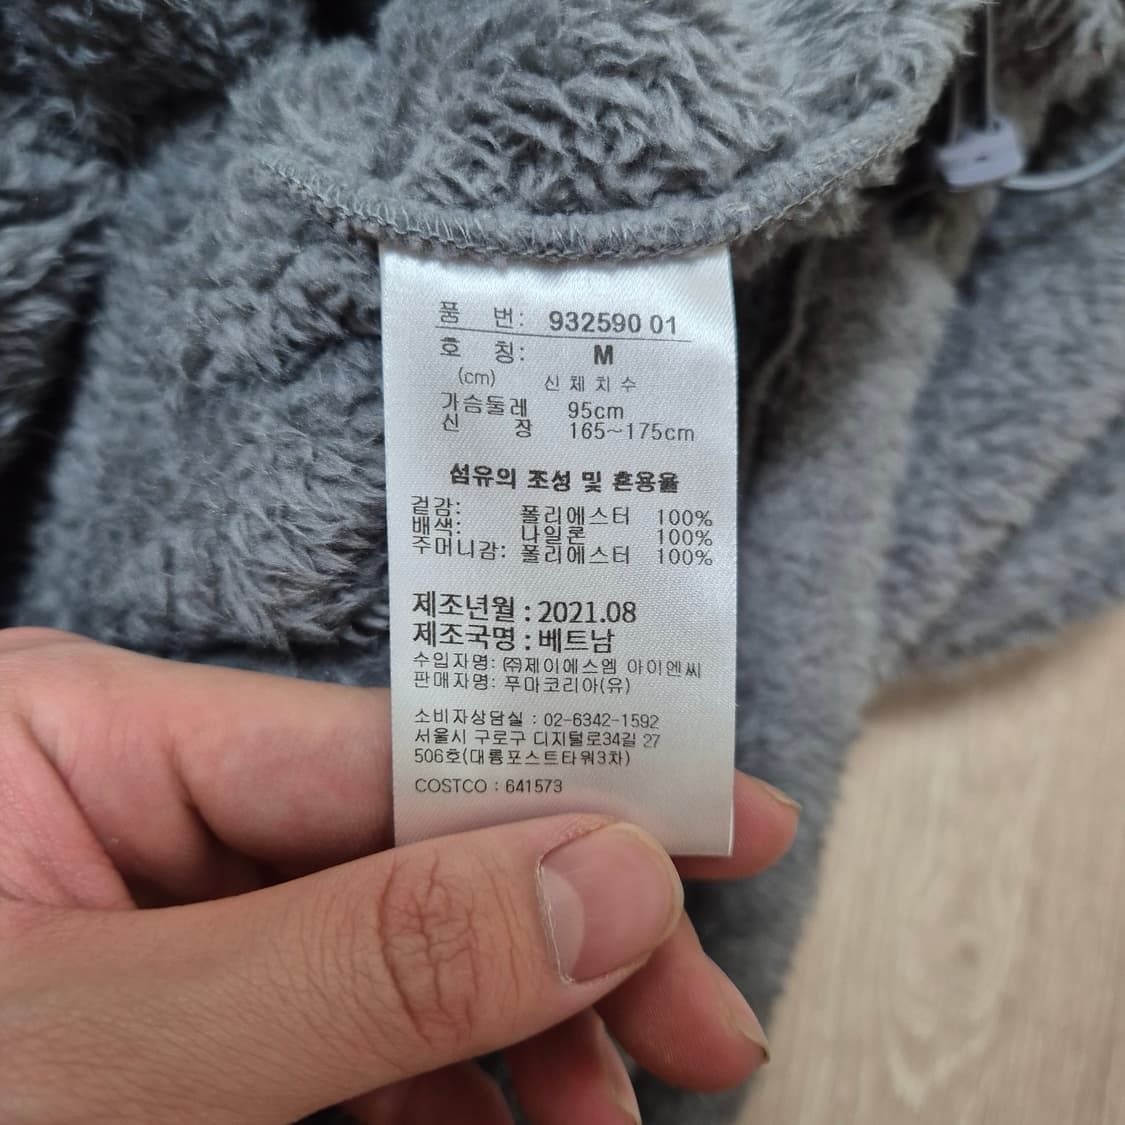 품 번: 932590 01
호 칭: M
(cm) 신체치수
가슴둘레 95cm
신 장 165~175cm
섬유의 조성 및 혼용율
겉감: 폴리에스터 100%
배색: 나일론 100%
주머니감: 폴리에스터 100%
제조년월 : 2021.08
제조국명 : 베트남
수입자명: ㈜제이에스엠 아이엔씨
판매자명: 푸마코리아(유)
소비자상담실 : 02-6342-1592
서울시 구로구 디지털로34길 27
506호(대륭포스트타워3차)
COSTCO : 641573